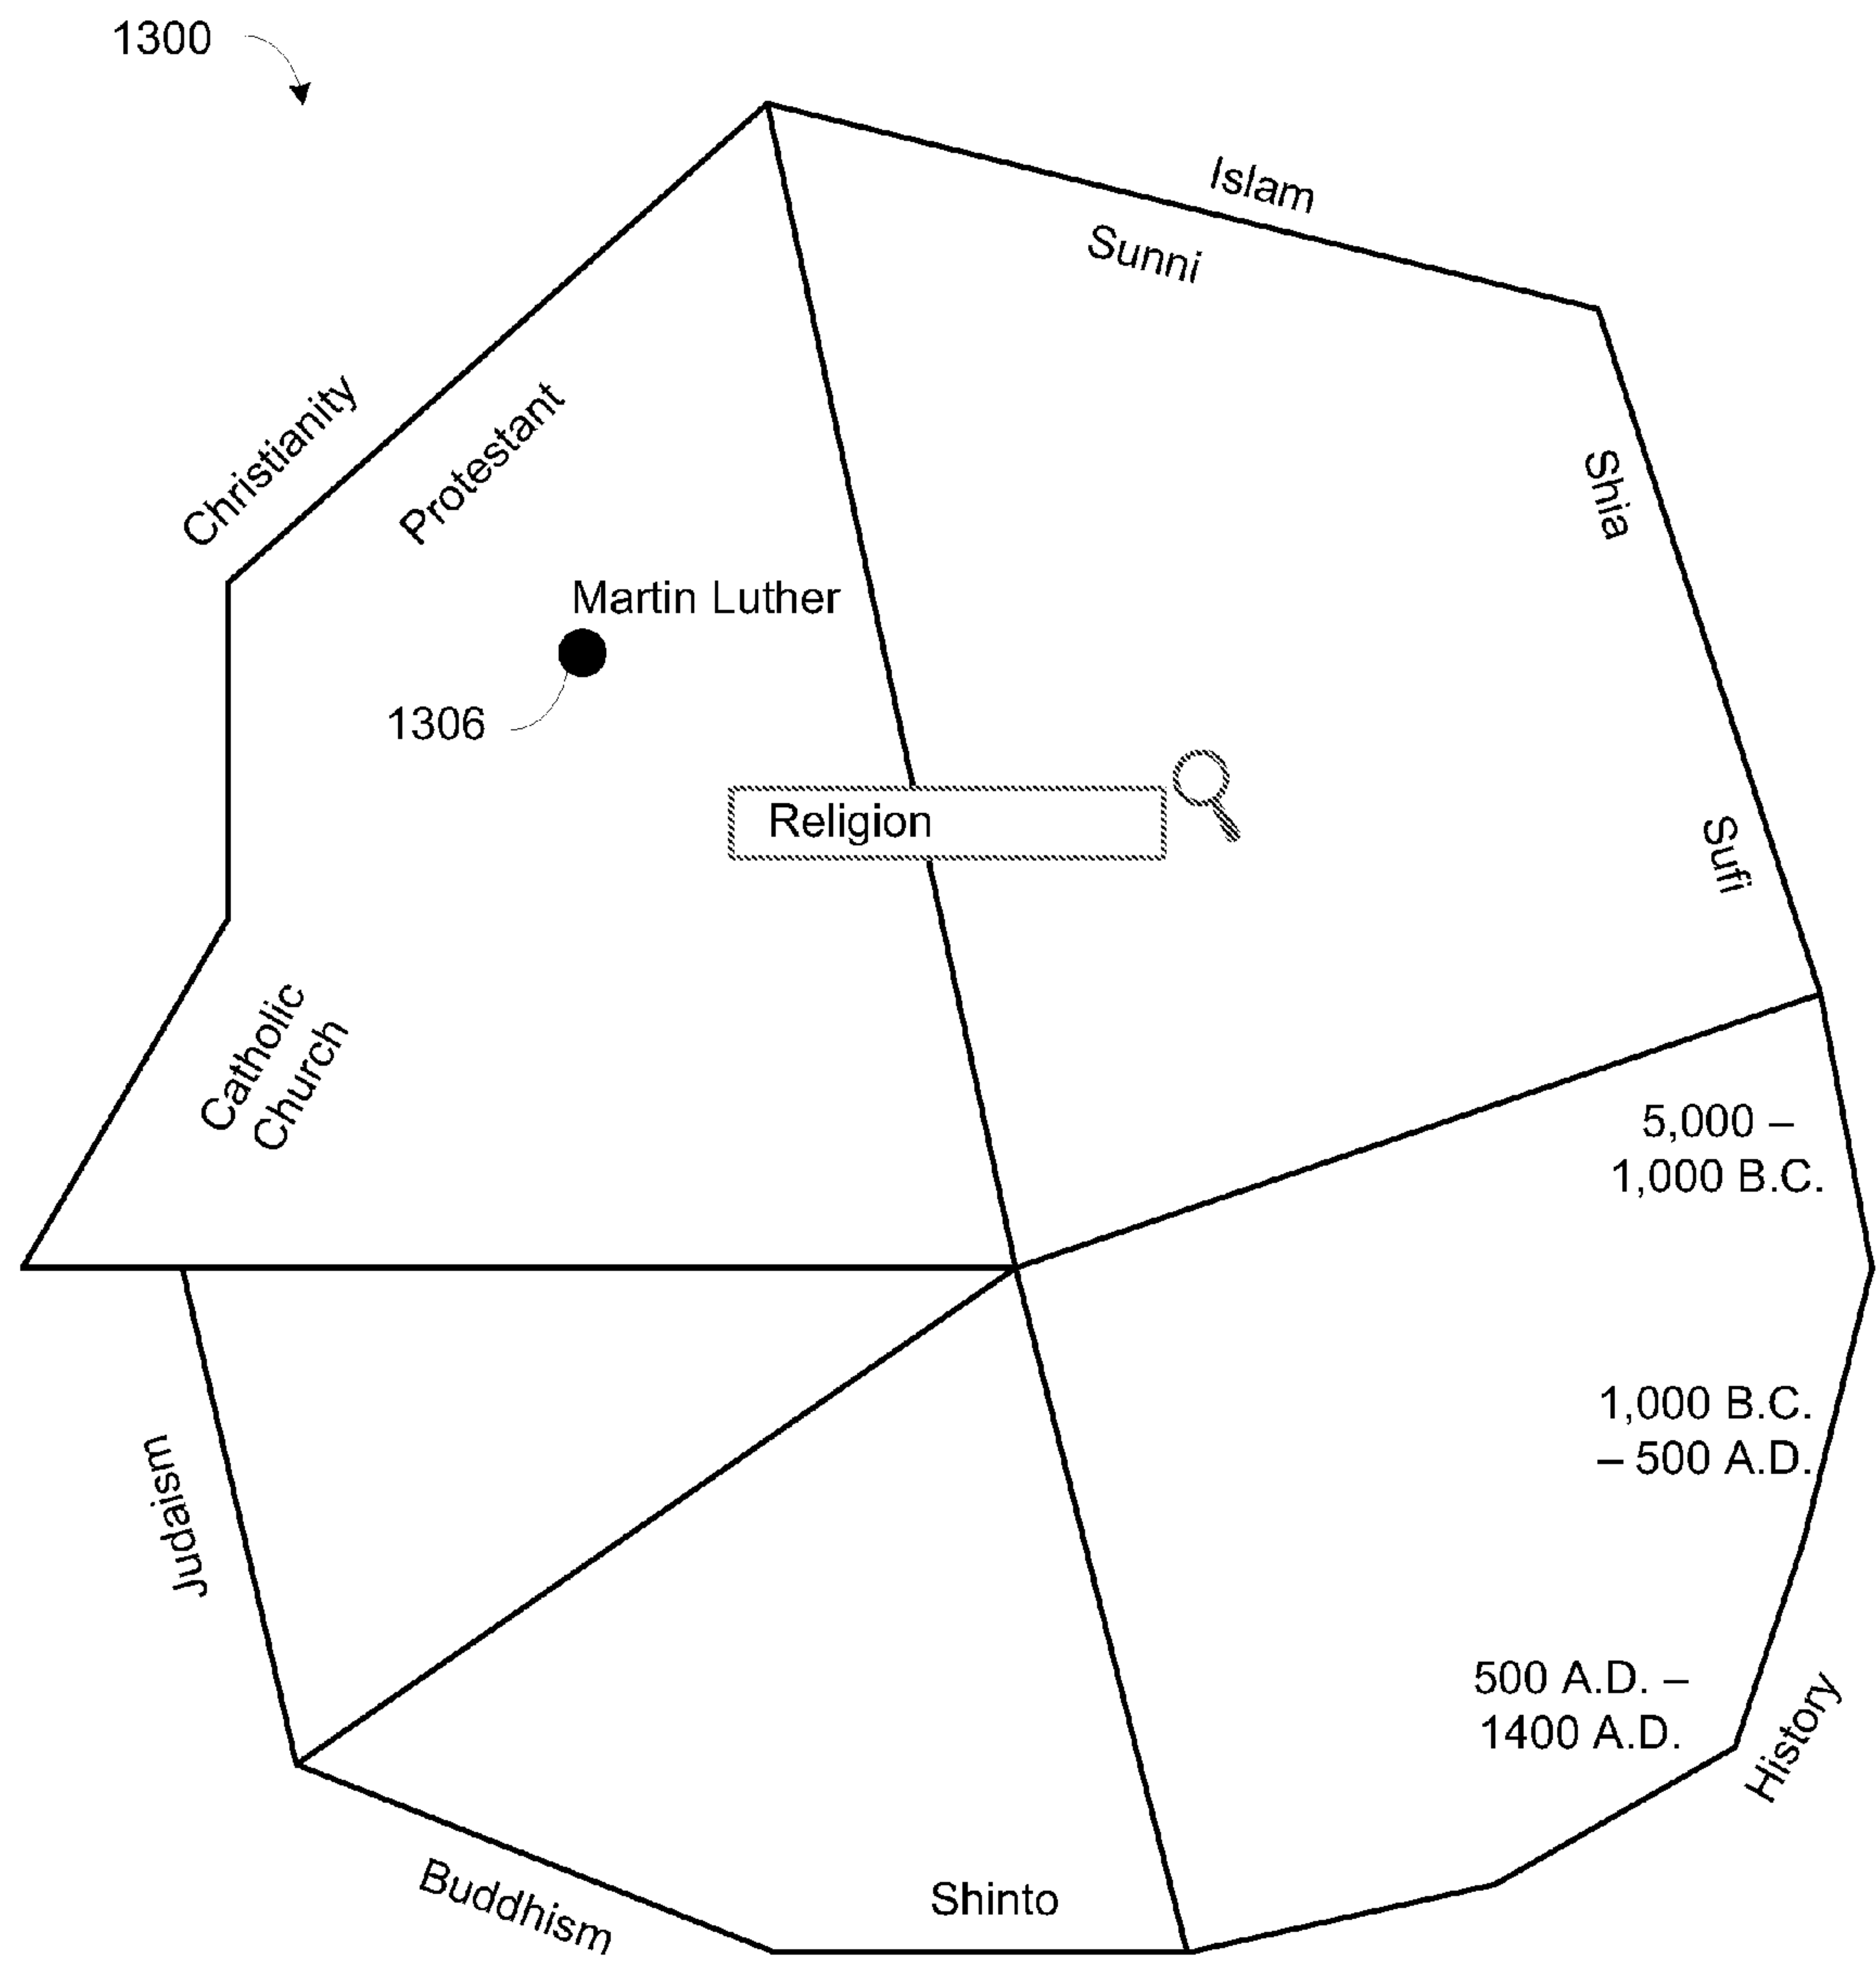 1300
Islam
Sunni
Christianity
Protestant
Shia
Martin Luther
1306
Religion
Sufi
Catholic
Church
5,000 –
1,000 B.C.
1,000 B.C.
– 500 A.D.
Judaism
500 A.D. –
1400 A.D.
History
Buddhism
Shinto